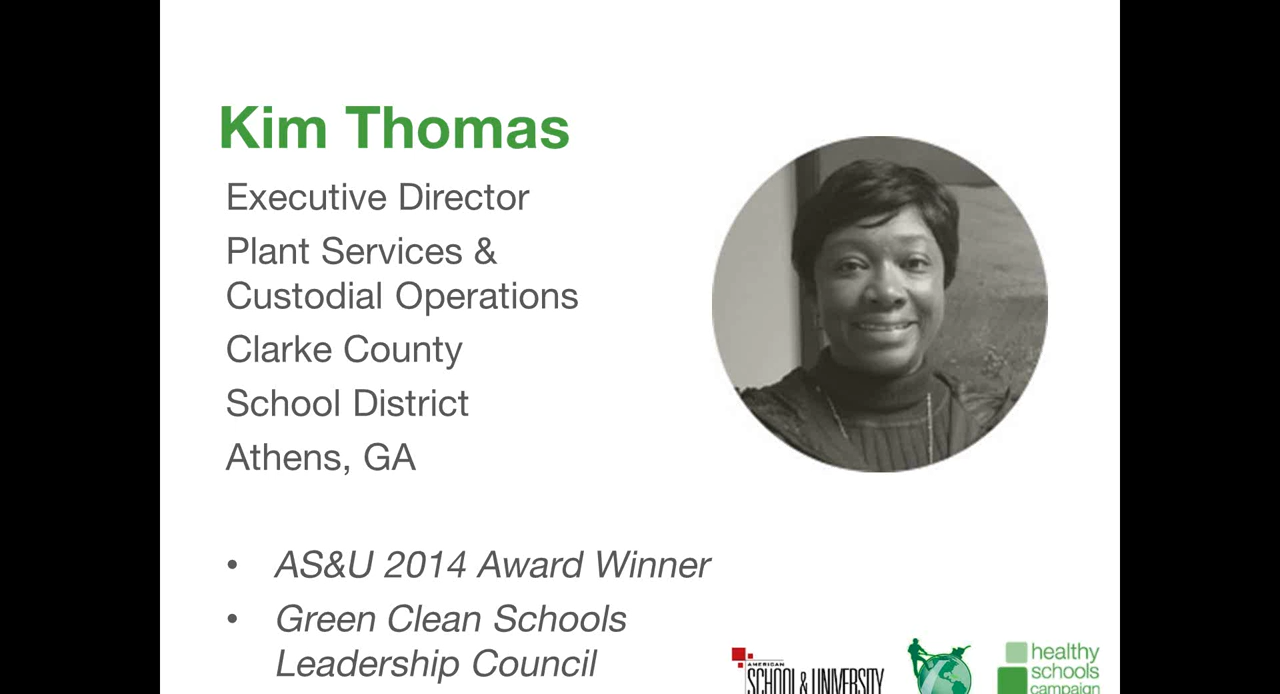 Kim Thomas
Executive Director
Plant Services &
Custodial Operations
Clarke County
School District
Athens, GA
• AS&U 2014 Award Winner
• Green Clean Schools
Leadership Council
AMERICAN
SCHOOL & UNIVERSITY
healthy
schools
campaign